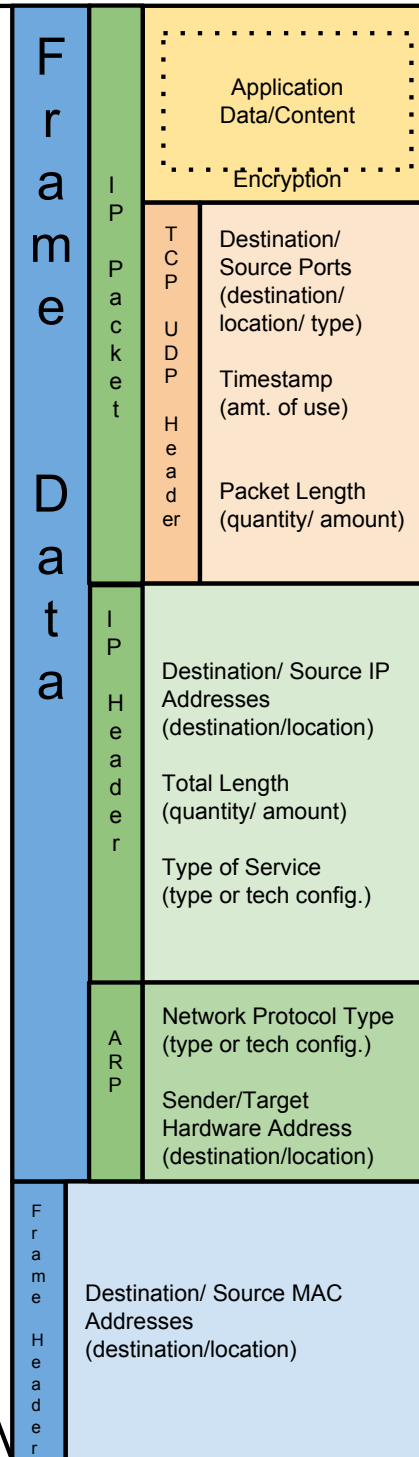 Frame Data
IP Packet
Application
Data/Content
Encryption
TCP UDP Header
Destination/
Source Ports
(destination/
location/ type)
Timestamp
(amt. of use)
Packet Length
(quantity/ amount)
IP Header
Destination/ Source IP
Addresses
(destination/location)
Total Length
(quantity/ amount)
Type of Service
(type or tech config.)
ARP
Network Protocol Type
(type or tech config.)
Sender/Target
Hardware Address
(destination/location)
Frame Header
Destination/ Source MAC
Addresses
(destination/location)